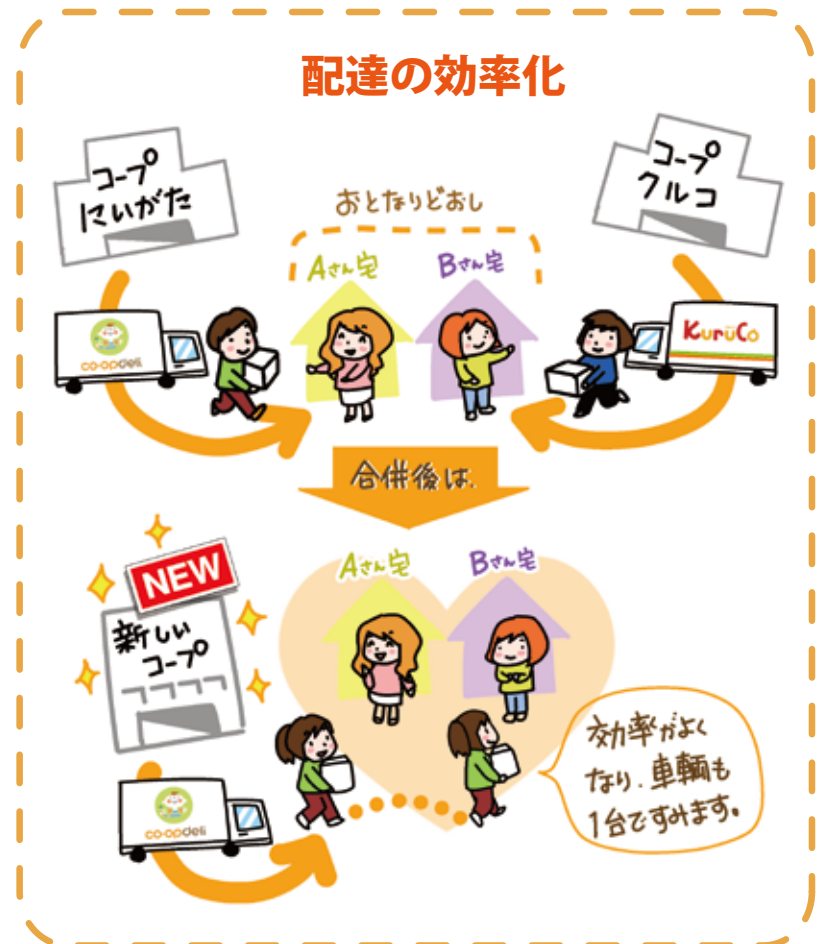 配達の効率化
コープ
にいがた
コープ
クルコ
おとなりどおし
Aさん宅
Bさん宅
co-opdeli
KuruCo
合併後は、
NEW
新しい
コープ
Aさん宅
Bさん宅
co-opdeli
効率がよく
なり、車輌も
1台ですみます。